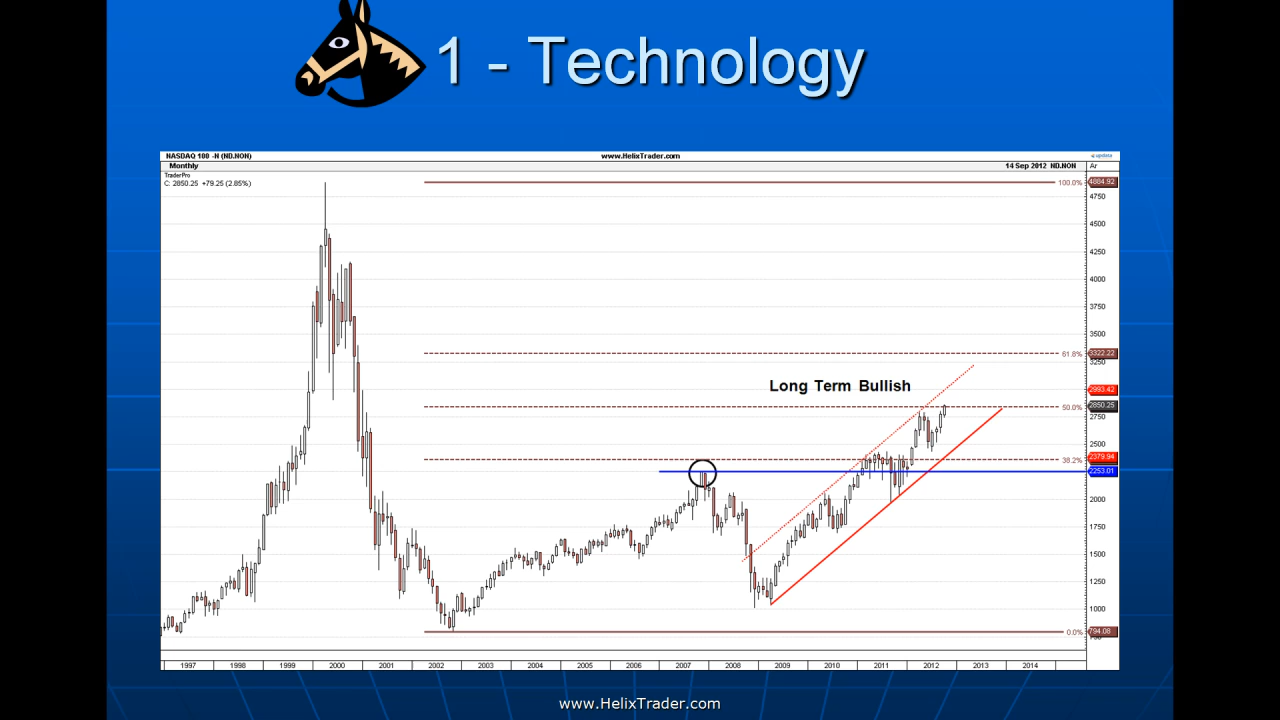 1 - Technology
NASDAQ 100 -N (ND.NON) www.HelixTrader.com updata
Monthly 14 Sep 2012 ND.NON Ar
TraderPro
C: 2850.25 +79.25 (2.85%)
100.0% 4884.92
4750
4500
4250
4000
3750
3500
61.8% 3322.22
3250
Long Term Bullish 2993.42
50.0% 2850.25
2750
2500
38.2% 2379.94
2253.01
2000
1750
1500
1250
1000
0.0% 794.08
1997 1998 1999 2000 2001 2002 2003 2004 2005 2006 2007 2008 2009 2010 2011 2012 2013 2014
www.HelixTrader.com